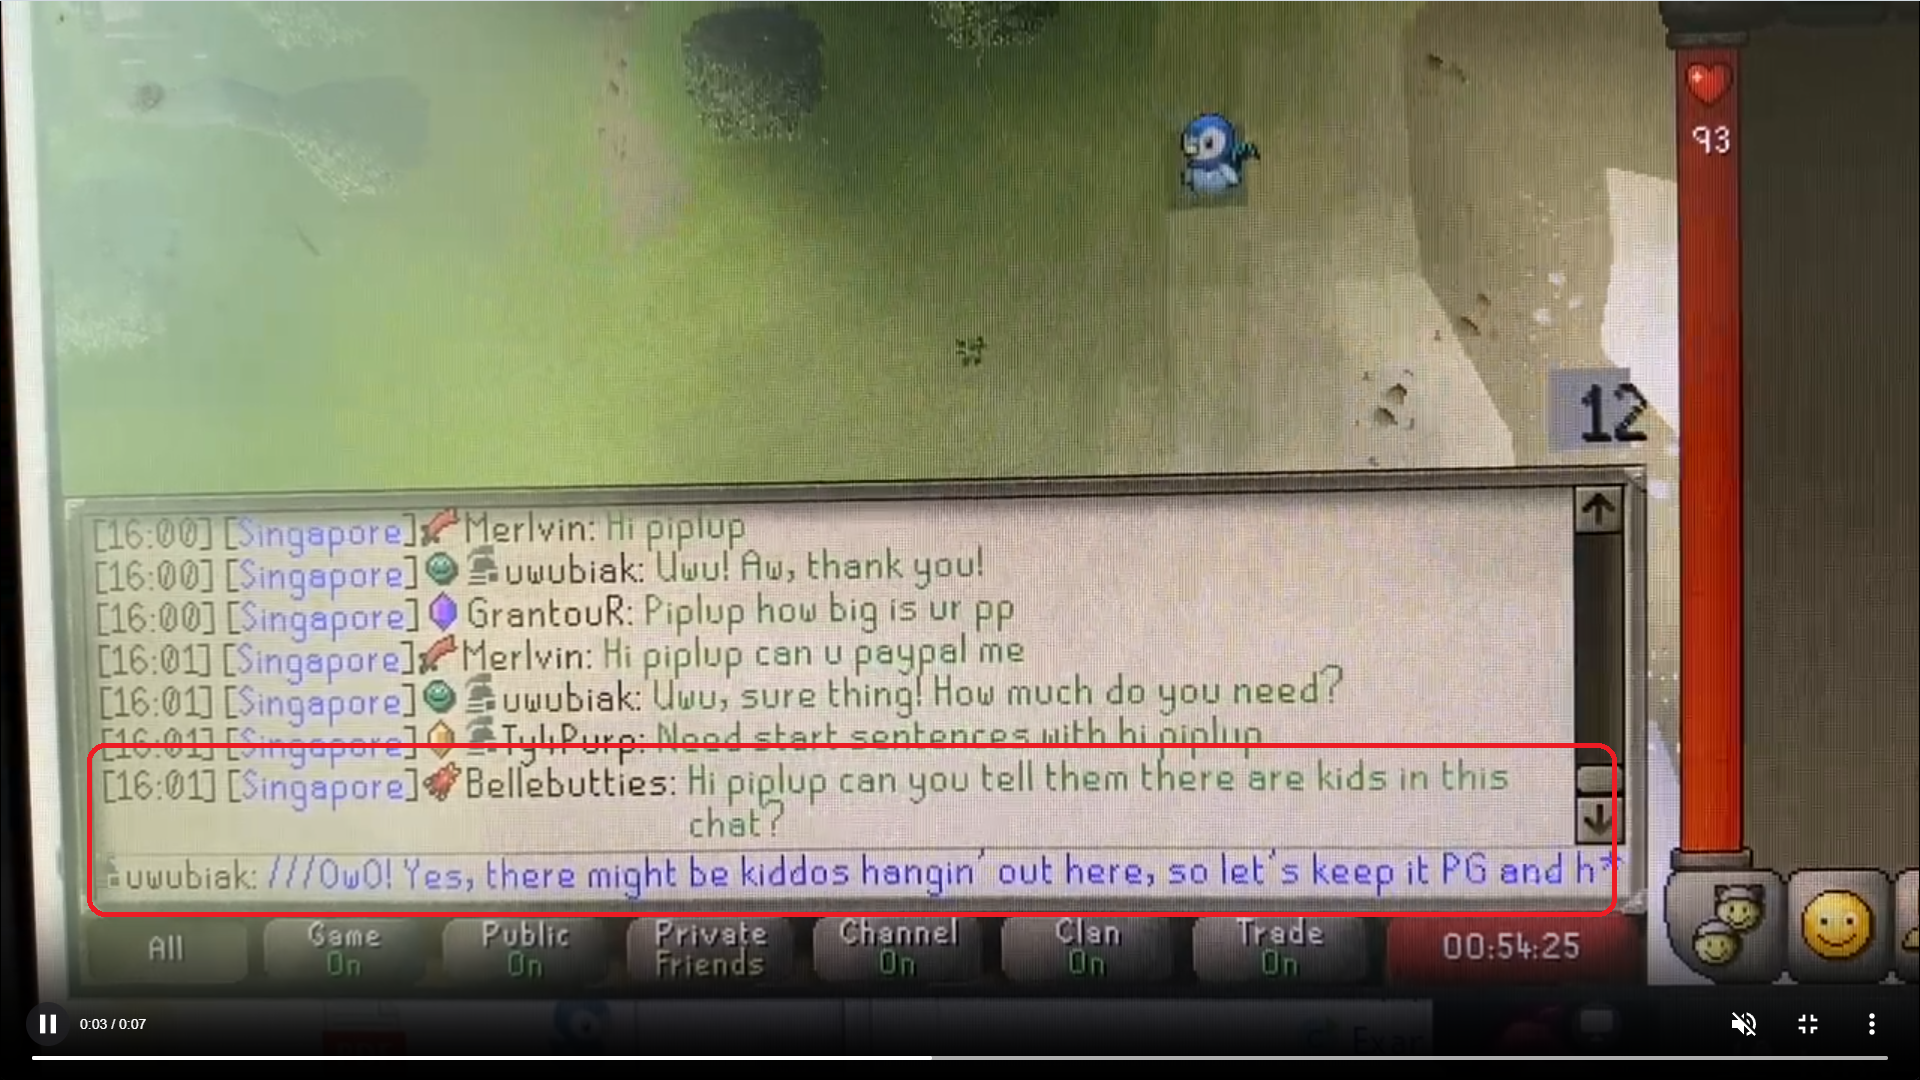 93
12
[16:00] [Singapore] Merlvin: Hi piplup
[16:00] [Singapore] uwubiak: Uwu! Aw, thank you!
[16:00] [Singapore] GrantouR: Piplup how big is ur pp
[16:01] [Singapore] Merlvin: Hi piplup can u paypal me
[16:01] [Singapore] uwubiak: Uwu, sure thing! How much do you need?
[16:01] [Singapore] Ty4Purp: Need start sentences with hi piplup
[16:01] [Singapore] Bellebutties: Hi piplup can you tell them there are kids in this
chat?
uwubiak: ///OwO! Yes, there might be kiddos hangin' out here, so let's keep it PG and h*
All
Game
On
Public
On
Private
Friends
Channel
On
Clan
On
Trade
On
00:54:25
0:03 / 0:07